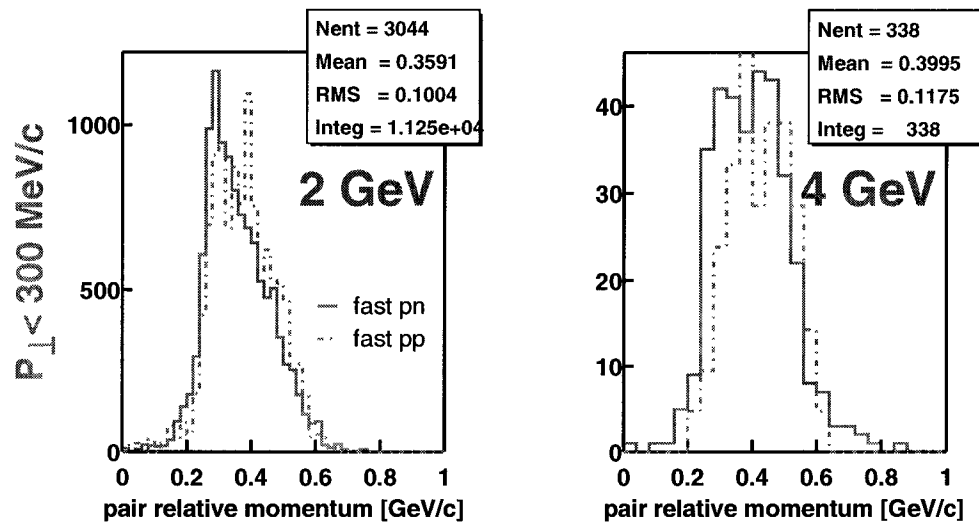 Nent = 3044
Mean = 0.3591
RMS = 0.1004
Integ = 1.125e+04
2 GeV
P⊥< 300 MeV/c
1000
500
0
fast pn
fast pp
0 0.2 0.4 0.6 0.8 1
pair relative momentum [GeV/c]
Nent = 338
Mean = 0.3995
RMS = 0.1175
Integ = 338
4 GeV
40
30
20
10
0
0 0.2 0.4 0.6 0.8 1
pair relative momentum [GeV/c]